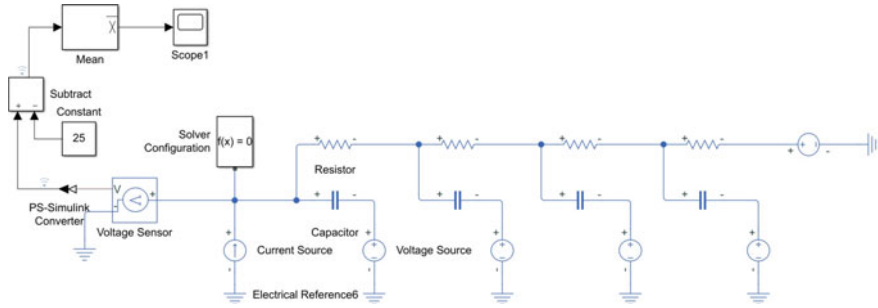 Mean
Scope1
+ −
Subtract
Constant
25
Solver
Configuration
f(x) = 0
PS-Simulink
Converter
V
+
-
Voltage Sensor
Resistor
Capacitor
Current Source
Voltage Source
Electrical Reference6